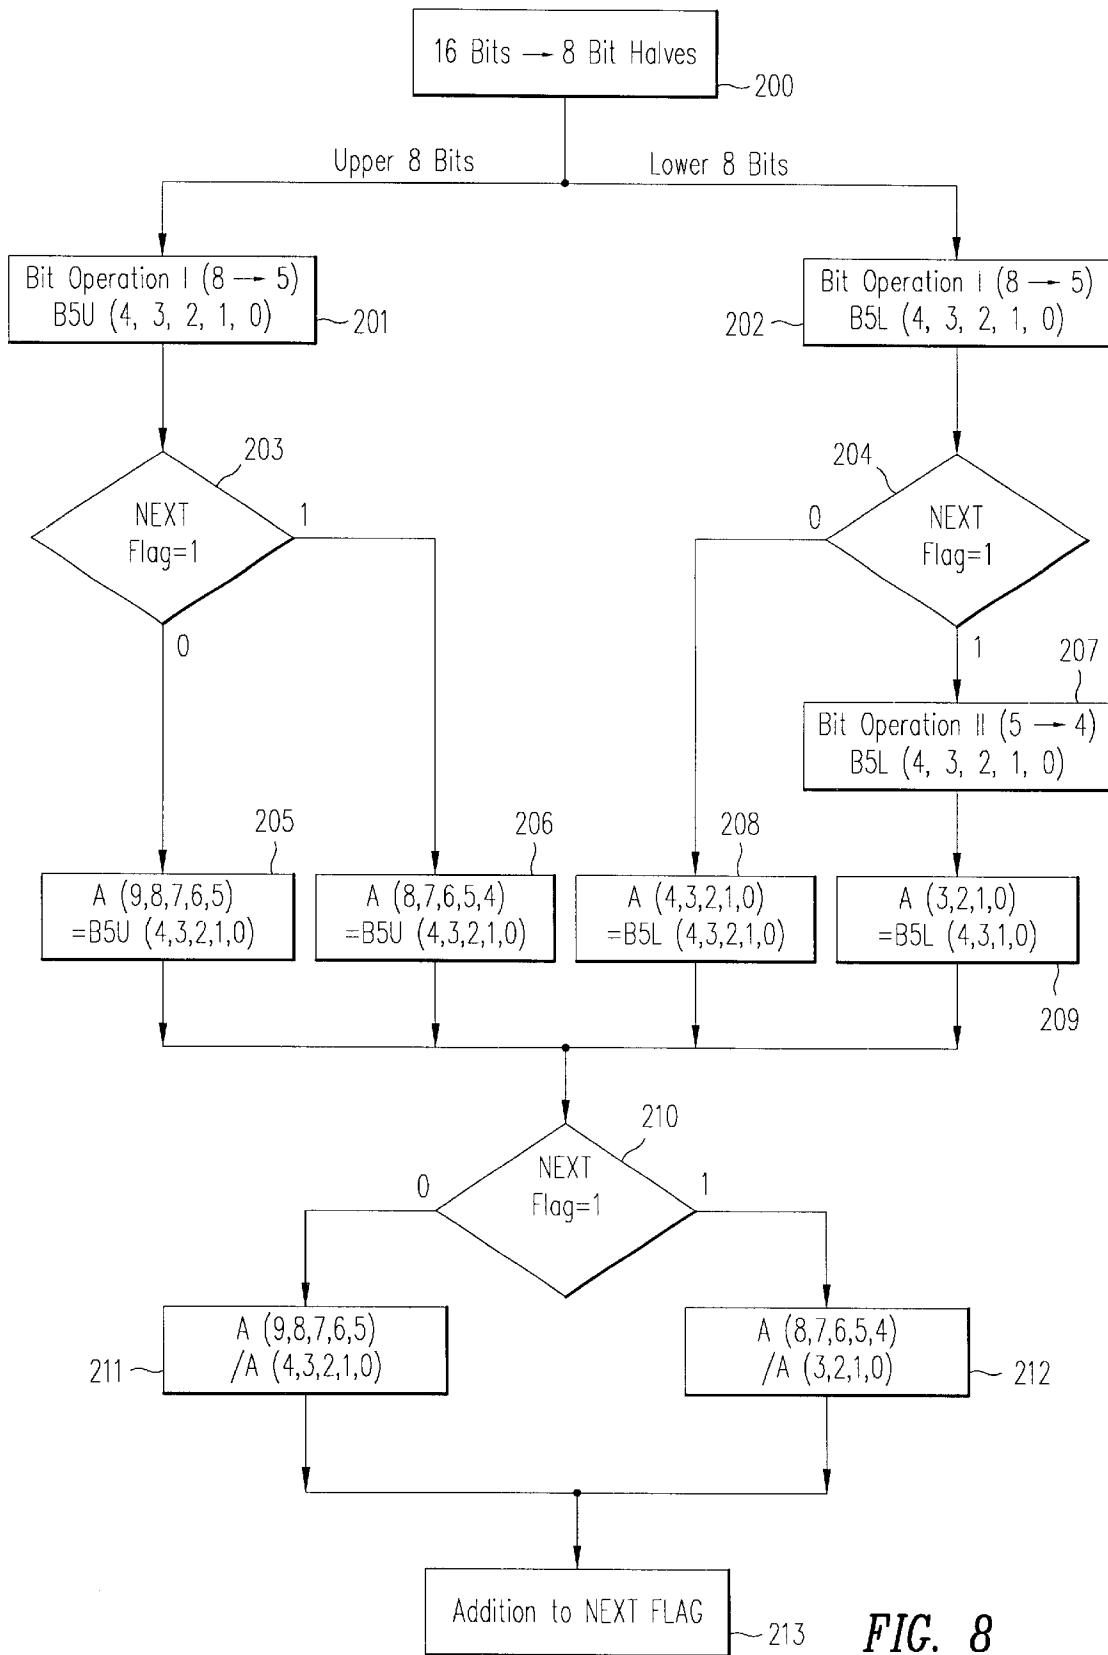 16 Bits → 8 Bit Halves
200
Upper 8 Bits
Lower 8 Bits
Bit Operation I (8 → 5)
B5U (4, 3, 2, 1, 0)
201
Bit Operation I (8 → 5)
B5L (4, 3, 2, 1, 0)
202
203
NEXT
Flag=1
1
0
204
NEXT
Flag=1
0
1
207
Bit Operation II (5 → 4)
B5L (4, 3, 2, 1, 0)
205
A (9,8,7,6,5)
=B5U (4,3,2,1,0)
206
A (8,7,6,5,4)
=B5U (4,3,2,1,0)
208
A (4,3,2,1,0)
=B5L (4,3,2,1,0)
A (3,2,1,0)
=B5L (4,3,1,0)
209
210
NEXT
Flag=1
0
1
A (9,8,7,6,5)
/A (4,3,2,1,0)
211
A (8,7,6,5,4)
/A (3,2,1,0)
212
Addition to NEXT FLAG
213
FIG. 8